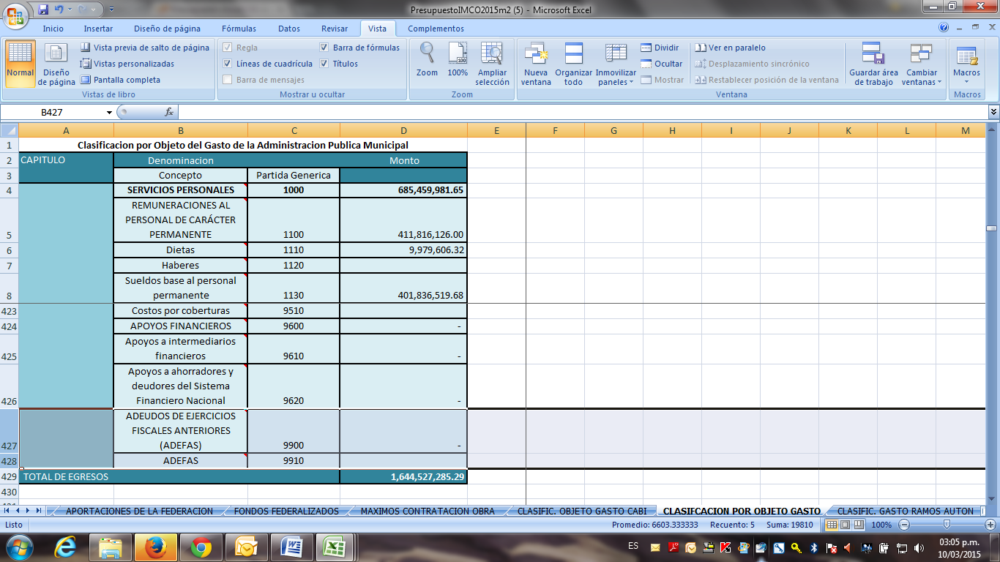 PresupuestoIMCO2015m2 (5) - Microsoft Excel
Inicio Insertar Diseño de página Fórmulas Datos Revisar Vista Complementos
Normal
Diseño de página
Vista previa de salto de página
Vistas personalizadas
Pantalla completa
Vistas de libro
Regla
Líneas de cuadrícula
Barra de mensajes
Barra de fórmulas
Títulos
Mostrar u ocultar
Zoom
100%
Ampliar selección
Zoom
Nueva ventana
Organizar todo
Inmovilizar paneles
Dividir
Ocultar
Mostrar
Ver en paralelo
Desplazamiento sincrónico
Restablecer posición de la ventana
Guardar área de trabajo
Cambiar ventanas
Ventana
Macros
Macros
B427
fx
A B C D E F G H I J K L M
1 Clasificacion por Objeto del Gasto de la Administracion Publica Municipal
2 CAPITULO Denominacion Monto
3 Concepto Partida Generica
4 SERVICIOS PERSONALES 1000 685,459,981.65
REMUNERACIONES AL
PERSONAL DE CARÁCTER
5 PERMANENTE 1100 411,816,126.00
6 Dietas 1110 9,979,606.32
7 Haberes 1120
Sueldos base al personal
8 permanente 1130 401,836,519.68
423 Costos por coberturas 9510
424 APOYOS FINANCIEROS 9600 -
Apoyos a intermediarios
425 financieros 9610 -
Apoyos a ahorradores y
deudores del Sistema
426 Financiero Nacional 9620 -
ADEUDOS DE EJERCICIOS
FISCALES ANTERIORES
427 (ADEFAS) 9900 -
428 ADEFAS 9910
429 TOTAL DE EGRESOS 1,644,527,285.29
430
APORTACIONES DE LA FEDERACION FONDOS FEDERALIZADOS MAXIMOS CONTRATACION OBRA CLASIFIC. OBJETO GASTO CABI CLASIFCACION POR OBJETO GASTO CLASIFIC. GASTO RAMOS AUTON
Listo Promedio: 6603.333333 Recuento: 5 Suma: 19810 100%
ES 03:05 p.m.
10/03/2015